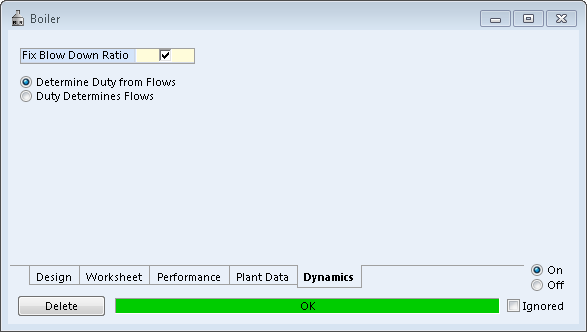 Boiler
Fix Blow Down Ratio
Determine Duty from Flows
Duty Determines Flows
Design Worksheet Performance Plant Data Dynamics
On
Off
Delete OK Ignored